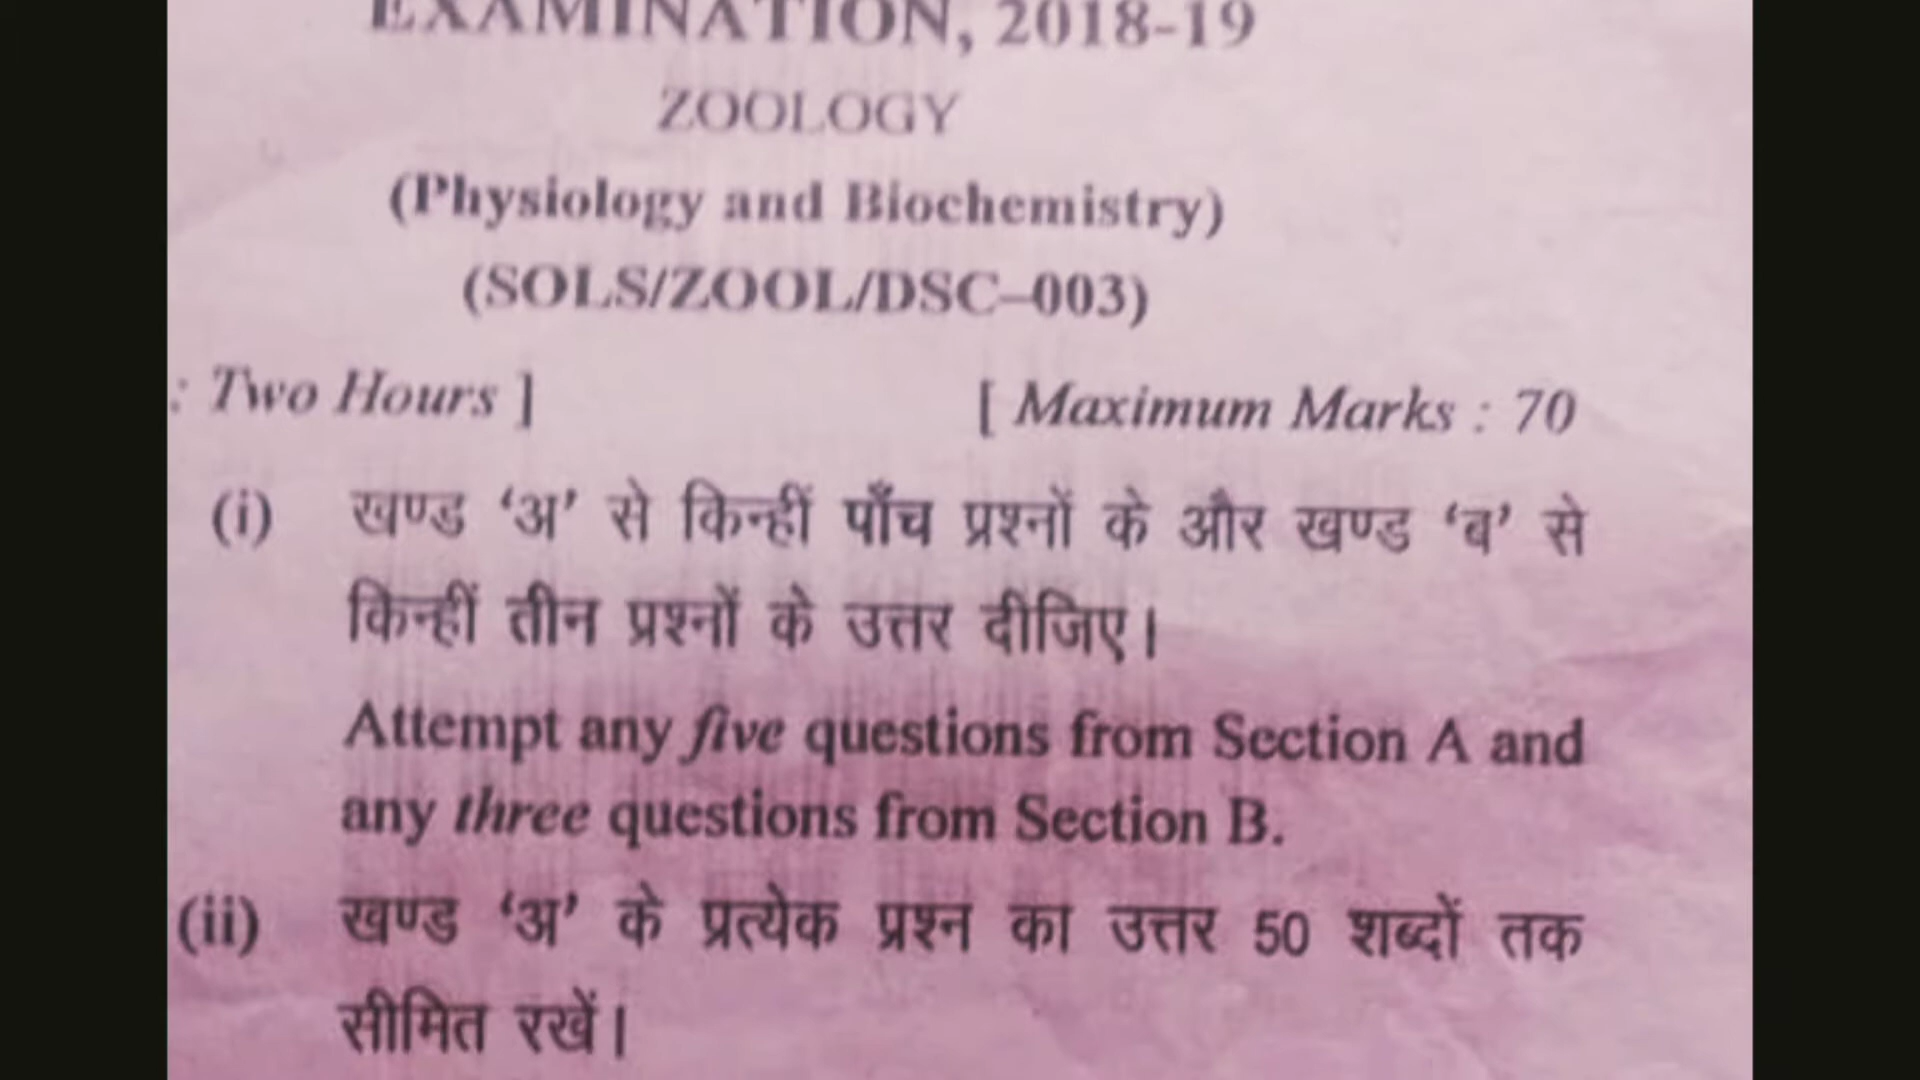 EXAMINATION, 2018-19
ZOOLOGY
(Physiology and Biochemistry)
(SOLS/ZOOL/DSC–003)
: Two Hours ] [ Maximum Marks : 70
(i) खण्ड ‘अ’ से किन्हीं पाँच प्रश्नों के और खण्ड ‘ब’ से
किन्हीं तीन प्रश्नों के उत्तर दीजिए।
Attempt any five questions from Section A and
any three questions from Section B.
(ii) खण्ड ‘अ’ के प्रत्येक प्रश्न का उत्तर 50 शब्दों तक
सीमित रखें।